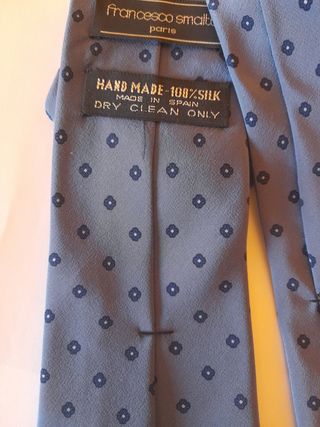 francesco smalto
paris
HAND MADE-100%SILK
MADE IN SPAIN
DRY CLEAN ONLY